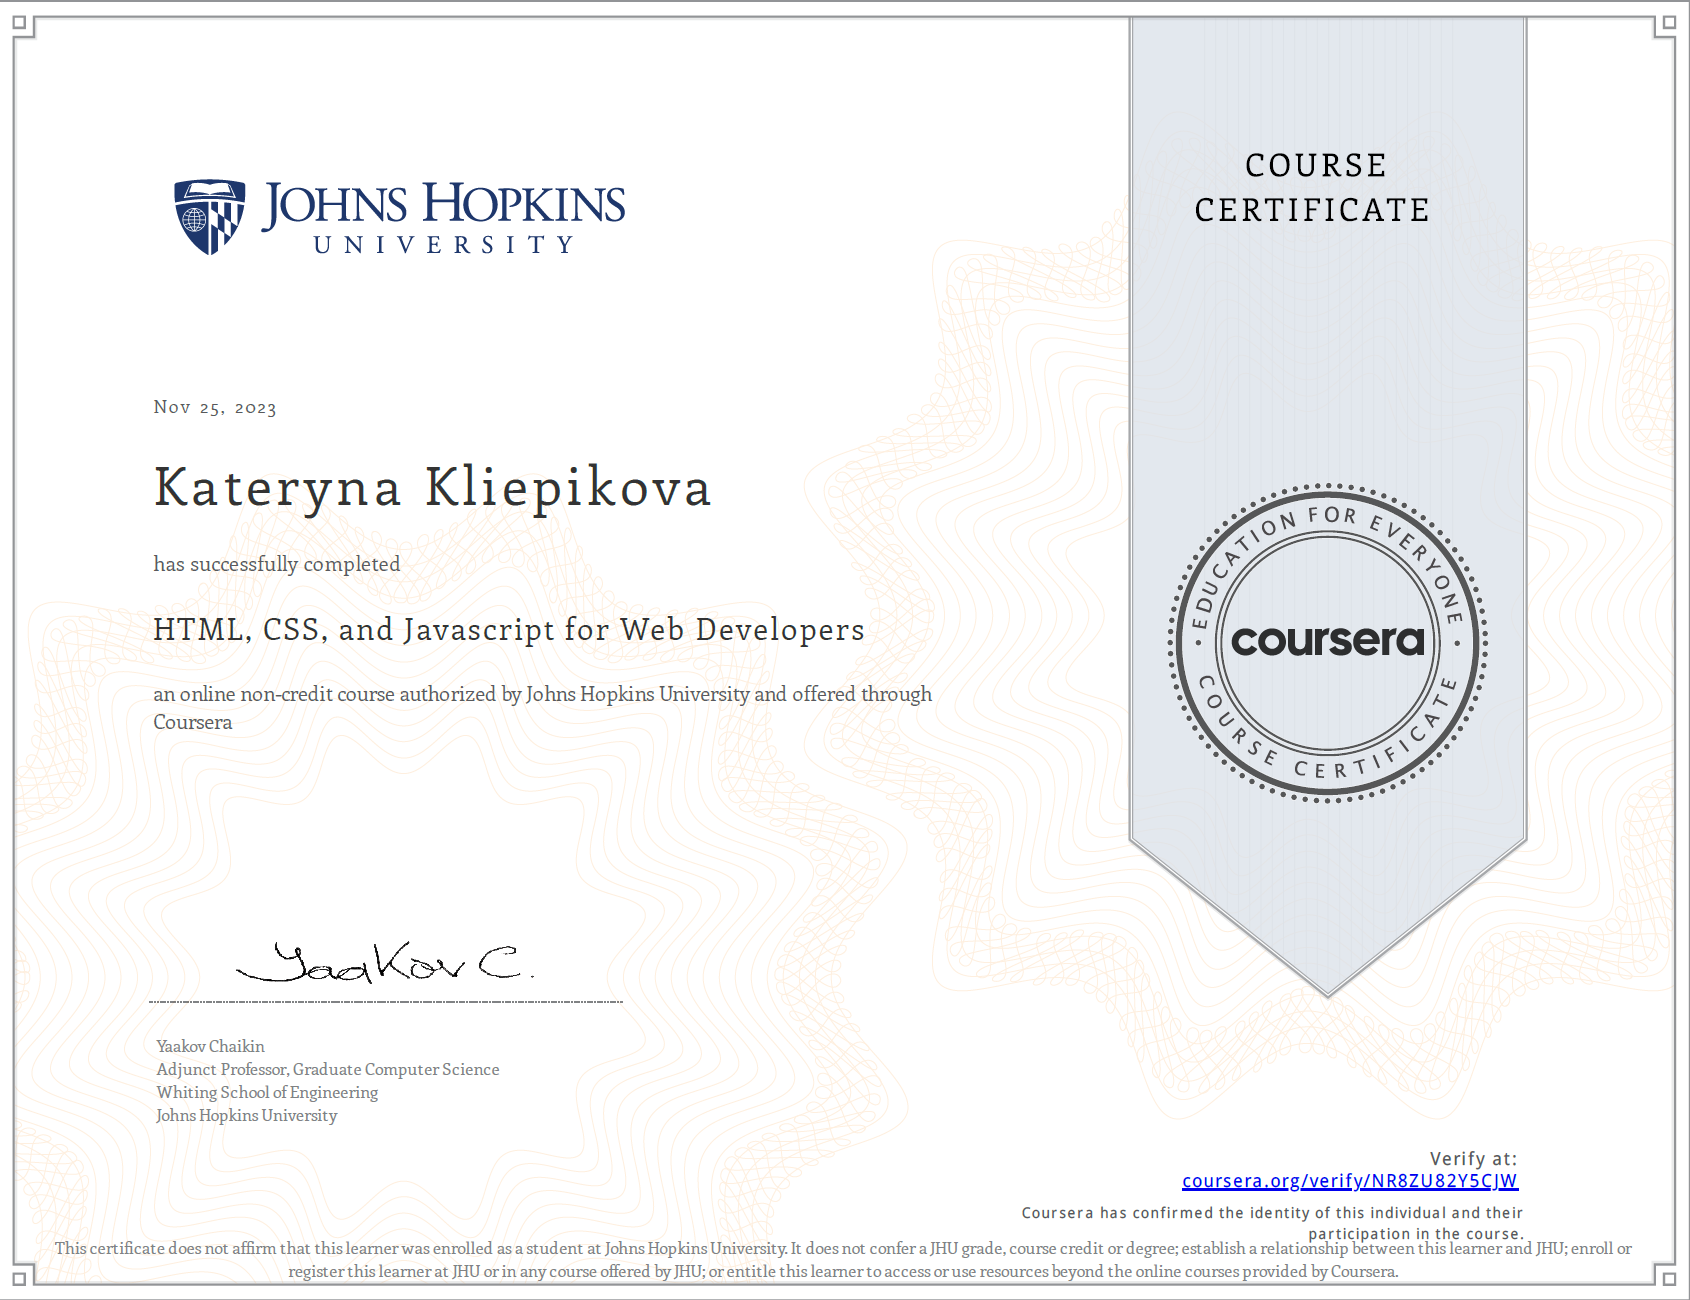 JOHNS HOPKINS
UNIVERSITY
COURSE
CERTIFICATE
Nov 25, 2023
Kateryna Kliepikova
has successfully completed
HTML, CSS, and Javascript for Web Developers
an online non-credit course authorized by Johns Hopkins University and offered through
Coursera
EDUCATION FOR EVERYONE
coursera
COURSE CERTIFICATE
Yaakov C.
Yaakov Chaikin
Adjunct Professor, Graduate Computer Science
Whiting School of Engineering
Johns Hopkins University
Verify at:
coursera.org/verify/NR8ZU82Y5CJW
Coursera has confirmed the identity of this individual and their
participation in the course.
This certificate does not affirm that this learner was enrolled as a student at Johns Hopkins University. It does not confer a JHU grade, course credit or degree; establish a relationship between this learner and JHU; enroll or
register this learner at JHU or in any course offered by JHU; or entitle this learner to access or use resources beyond the online courses provided by Coursera.